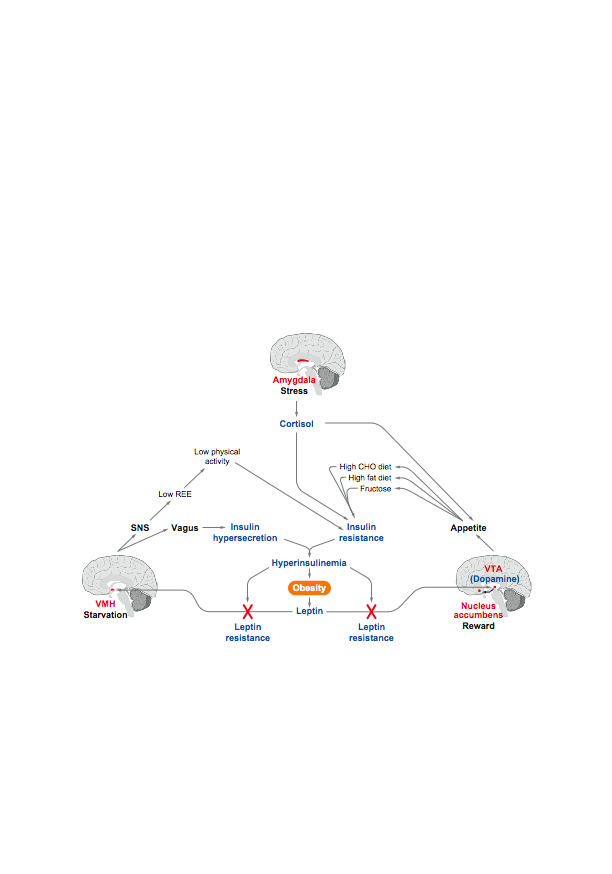 Amygdala
Stress
Cortisol
Low physical
activity
High CHO diet
High fat diet
Fructose
Low REE
SNS
Vagus
Insulin
hypersecretion
Insulin
resistance
Appetite
Hyperinsulinemia
VTA
(Dopamine)
Obesity
VMH
Starvation
Leptin
Nucleus
accumbens
Reward
Leptin
resistance
Leptin
resistance